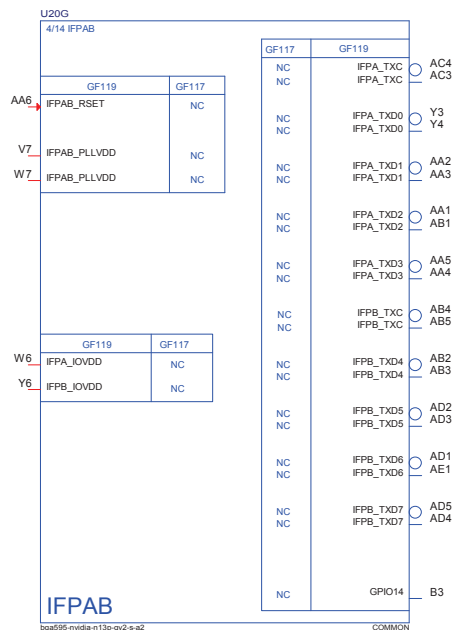 U20G
4/14 IFPAB
GF119 GF117
AA6 IFPAB_RSET NC
V7 IFPAB_PLLVDD NC
W7 IFPAB_PLLVDD NC
GF119 GF117
W6 IFPA_IOVDD NC
Y6 IFPB_IOVDD NC
GF117 GF119
NC IFPA_TXC AC4
NC IFPA_TXC AC3
NC IFPA_TXD0 Y3
NC IFPA_TXD0 Y4
NC IFPA_TXD1 AA2
NC IFPA_TXD1 AA3
NC IFPA_TXD2 AA1
NC IFPA_TXD2 AB1
NC IFPA_TXD3 AA5
NC IFPA_TXD3 AA4
NC IFPB_TXC AB4
NC IFPB_TXC AB5
NC IFPB_TXD4 AB2
NC IFPB_TXD4 AB3
NC IFPB_TXD5 AD2
NC IFPB_TXD5 AD3
NC IFPB_TXD6 AD1
NC IFPB_TXD6 AE1
NC IFPB_TXD7 AD5
NC IFPB_TXD7 AD4
NC GPIO14 B3
IFPAB
bga595-nvidia-n13p-gv2-s-a2 COMMON